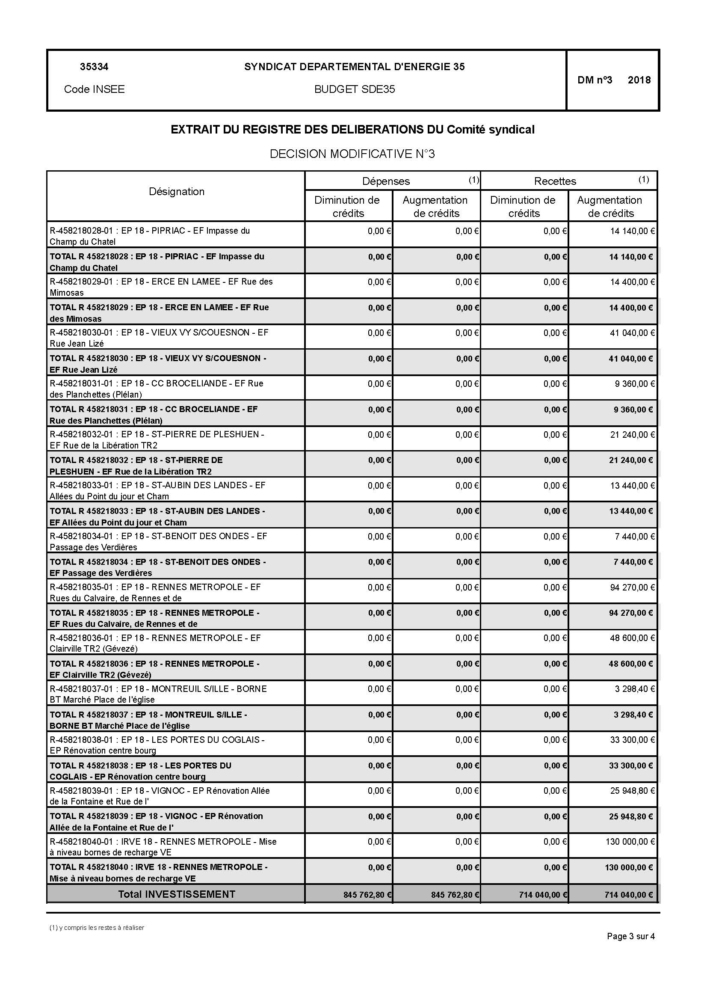 35334 SYNDICAT DEPARTEMENTAL D'ENERGIE 35
DM n°3 2018
Code INSEE BUDGET SDE35
EXTRAIT DU REGISTRE DES DELIBERATIONS DU Comité syndical
DECISION MODIFICATIVE N°3
Désignation
Dépenses (1) Recettes (1)
Diminution de Augmentation Diminution de Augmentation
crédits de crédits crédits de crédits
R-458218028-01 : EP 18 - PIPRIAC - EF Impasse du 0,00 € 0,00 € 0,00 € 14 140,00 €
Champ du Chatel
TOTAL R 458218028 : EP 18 - PIPRIAC - EF Impasse du 0,00 € 0,00 € 0,00 € 14 140,00 €
Champ du Chatel
R-458218029-01 : EP 18 - ERCE EN LAMEE - EF Rue des 0,00 € 0,00 € 0,00 € 14 400,00 €
Mimosas
TOTAL R 458218029 : EP 18 - ERCE EN LAMEE - EF Rue 0,00 € 0,00 € 0,00 € 14 400,00 €
des Mimosas
R-458218030-01 : EP 18 - VIEUX VY S/COUESNON - EF 0,00 € 0,00 € 0,00 € 41 040,00 €
Rue Jean Lizé
TOTAL R 458218030 : EP 18 - VIEUX VY S/COUESNON - 0,00 € 0,00 € 0,00 € 41 040,00 €
EF Rue Jean Lizé
R-458218031-01 : EP 18 - CC BROCELIANDE - EF Rue 0,00 € 0,00 € 0,00 € 9 360,00 €
des Planchettes (Plélan)
TOTAL R 458218031 : EP 18 - CC BROCELIANDE - EF 0,00 € 0,00 € 0,00 € 9 360,00 €
Rue des Planchettes (Plélan)
R-458218032-01 : EP 18 - ST-PIERRE DE PLESHUEN - 0,00 € 0,00 € 0,00 € 21 240,00 €
EF Rue de la Libération TR2
TOTAL R 458218032 : EP 18 - ST-PIERRE DE 0,00 € 0,00 € 0,00 € 21 240,00 €
PLESHUEN - EF Rue de la Libération TR2
R-458218033-01 : EP 18 - ST-AUBIN DES LANDES - EF 0,00 € 0,00 € 0,00 € 13 440,00 €
Allées du Point du jour et Cham
TOTAL R 458218033 : EP 18 - ST-AUBIN DES LANDES - 0,00 € 0,00 € 0,00 € 13 440,00 €
EF Allées du Point du jour et Cham
R-458218034-01 : EP 18 - ST-BENOIT DES ONDES - EF 0,00 € 0,00 € 0,00 € 7 440,00 €
Passage des Verdières
TOTAL R 458218034 : EP 18 - ST-BENOIT DES ONDES - 0,00 € 0,00 € 0,00 € 7 440,00 €
EF Passage des Verdières
R-458218035-01 : EP 18 - RENNES METROPOLE - EF 0,00 € 0,00 € 0,00 € 94 270,00 €
Rues du Calvaire, de Rennes et de
TOTAL R 458218035 : EP 18 - RENNES METROPOLE - 0,00 € 0,00 € 0,00 € 94 270,00 €
EF Rues du Calvaire, de Rennes et de
R-458218036-01 : EP 18 - RENNES METROPOLE - EF 0,00 € 0,00 € 0,00 € 48 600,00 €
Clairville TR2 (Gévezé)
TOTAL R 458218036 : EP 18 - RENNES METROPOLE - 0,00 € 0,00 € 0,00 € 48 600,00 €
EF Clairville TR2 (Gévezé)
R-458218037-01 : EP 18 - MONTREUIL S/ILLE - BORNE 0,00 € 0,00 € 0,00 € 3 298,40 €
BT Marché Place de l'église
TOTAL R 458218037 : EP 18 - MONTREUIL S/ILLE - 0,00 € 0,00 € 0,00 € 3 298,40 €
BORNE BT Marché Place de l'église
R-458218038-01 : EP 18 - LES PORTES DU COGLAIS - 0,00 € 0,00 € 0,00 € 33 300,00 €
EP Rénovation centre bourg
TOTAL R 458218038 : EP 18 - LES PORTES DU 0,00 € 0,00 € 0,00 € 33 300,00 €
COGLAIS - EP Rénovation centre bourg
R-458218039-01 : EP 18 - VIGNOC - EP Rénovation Allée 0,00 € 0,00 € 0,00 € 25 948,80 €
de la Fontaine et Rue de l'
TOTAL R 458218039 : EP 18 - VIGNOC - EP Rénovation 0,00 € 0,00 € 0,00 € 25 948,80 €
Allée de la Fontaine et Rue de l'
R-458218040-01 : IRVE 18 - RENNES METROPOLE - Mise 0,00 € 0,00 € 0,00 € 130 000,00 €
à niveau bornes de recharge VE
TOTAL R 458218040 : IRVE 18 - RENNES METROPOLE - 0,00 € 0,00 € 0,00 € 130 000,00 €
Mise à niveau bornes de recharge VE
Total INVESTISSEMENT 845 762,80 € 845 762,80 € 714 040,00 € 714 040,00 €
(1) y compris les restes à réaliser
Page 3 sur 4